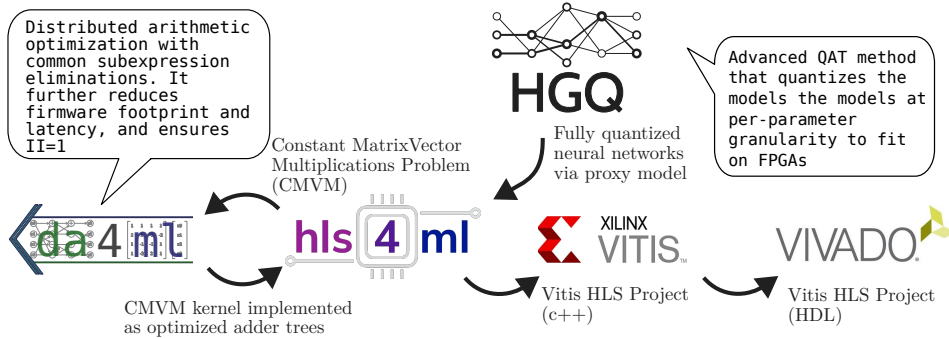 Distributed arithmetic
optimization with
common subexpression
eliminations. It
further reduces
firmware footprint and
latency, and ensures
II=1
HGQ
Advanced QAT method
that quantizes the
models the models at
per-parameter
granularity to fit
on FPGAs
Fully quantized
neural networks
via proxy model
Constant MatrixVector
Multiplications Problem
(CMVM)
da4ml
hls4ml
XILINX
VITIS™
VIVADO.
CMVM kernel implemented
as optimized adder trees
Vitis HLS Project
(c++)
Vitis HLS Project
(HDL)